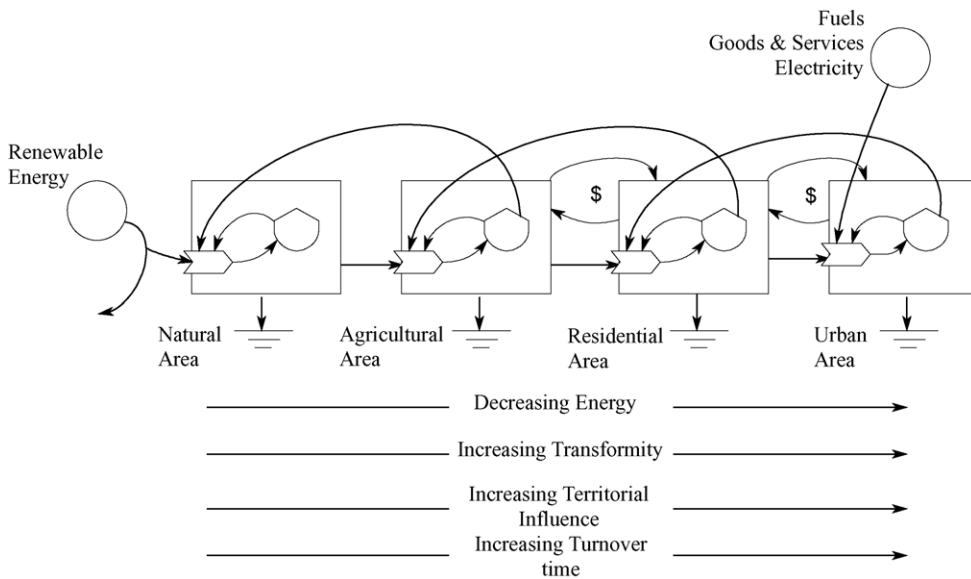 Fuels
Goods & Services
Electricity
Renewable
Energy
$
$
Natural
Area
Agricultural
Area
Residential
Area
Urban
Area
Decreasing Energy
Increasing Transformity
Increasing Territorial
Influence
Increasing Turnover
time